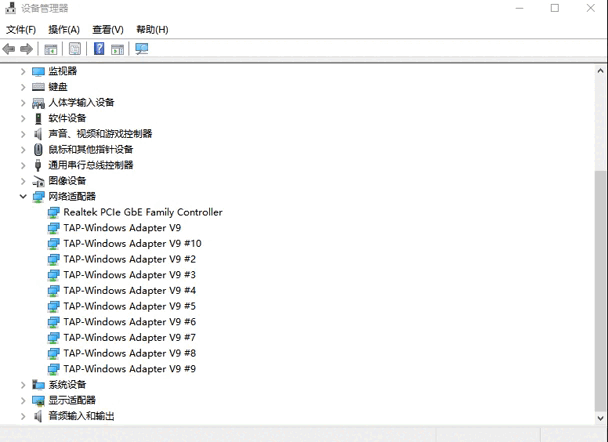 设备管理器
文件(F) 操作(A) 查看(V) 帮助(H)
监视器
键盘
人体学输入设备
软件设备
声音、视频和游戏控制器
鼠标和其他指针设备
通用串行总线控制器
图像设备
网络适配器
Realtek PCIe GbE Family Controller
TAP-Windows Adapter V9
TAP-Windows Adapter V9 #10
TAP-Windows Adapter V9 #2
TAP-Windows Adapter V9 #3
TAP-Windows Adapter V9 #4
TAP-Windows Adapter V9 #5
TAP-Windows Adapter V9 #6
TAP-Windows Adapter V9 #7
TAP-Windows Adapter V9 #8
TAP-Windows Adapter V9 #9
系统设备
显示适配器
音频输入和输出